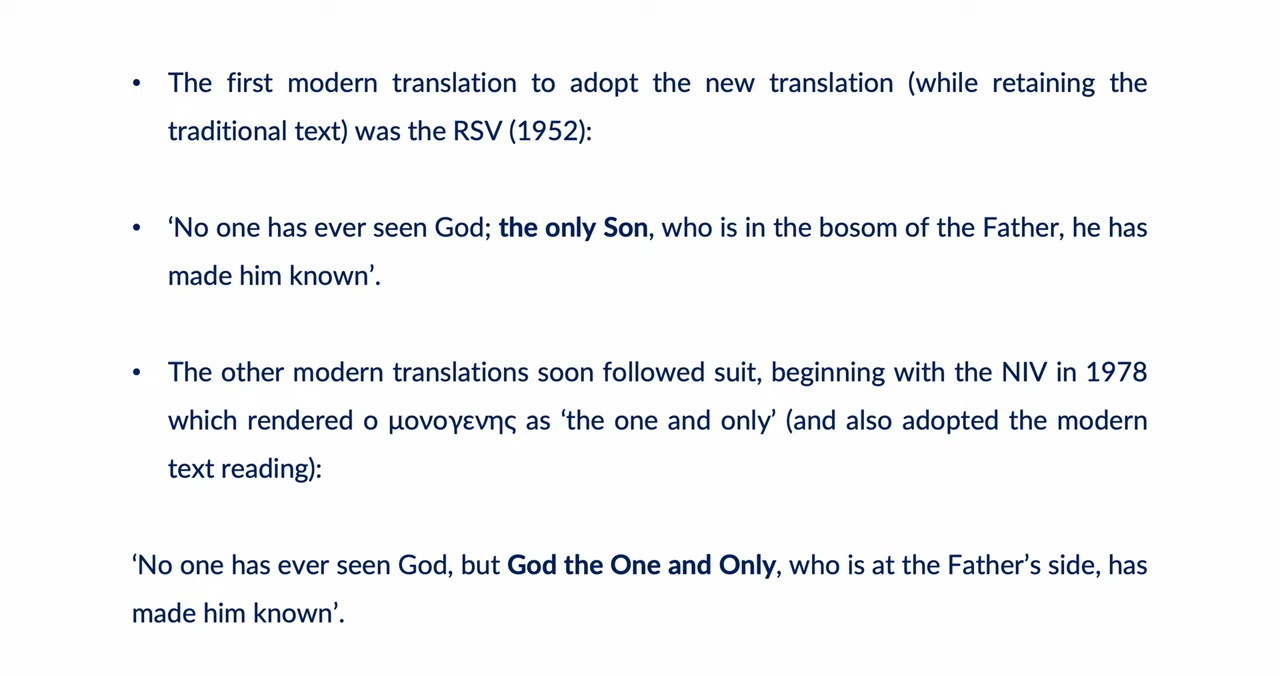 • The first modern translation to adopt the new translation (while retaining the
traditional text) was the RSV (1952):
• ‘No one has ever seen God; the only Son, who is in the bosom of the Father, he has
made him known’.
• The other modern translations soon followed suit, beginning with the NIV in 1978
which rendered ο μονογενης as ‘the one and only’ (and also adopted the modern
text reading):
‘No one has ever seen God, but God the One and Only, who is at the Father’s side, has
made him known’.